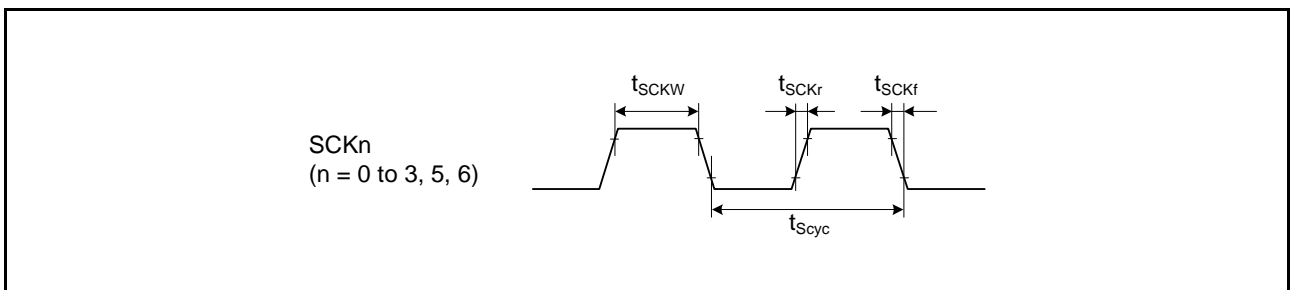 tSCKW
tSCKr
tSCKf
SCKn
(n = 0 to 3, 5, 6)
tScyc